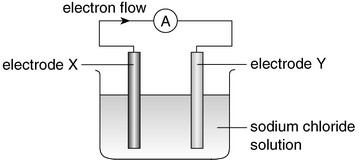 electron flow
A
electrode X
electrode Y
sodium chloride
solution